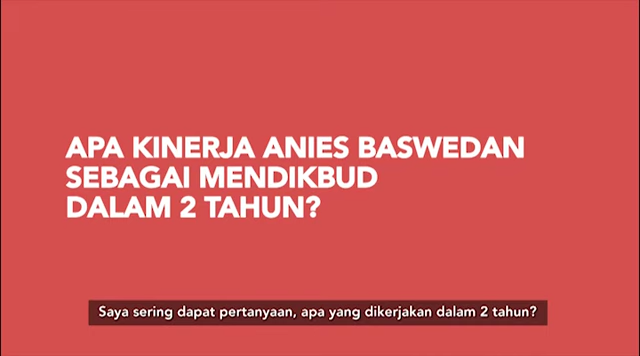 APA KINERJA ANIES BASWEDAN
SEBAGAI MENDIKBUD
DALAM 2 TAHUN?
Saya sering dapat pertanyaan, apa yang dikerjakan dalam 2 tahun?